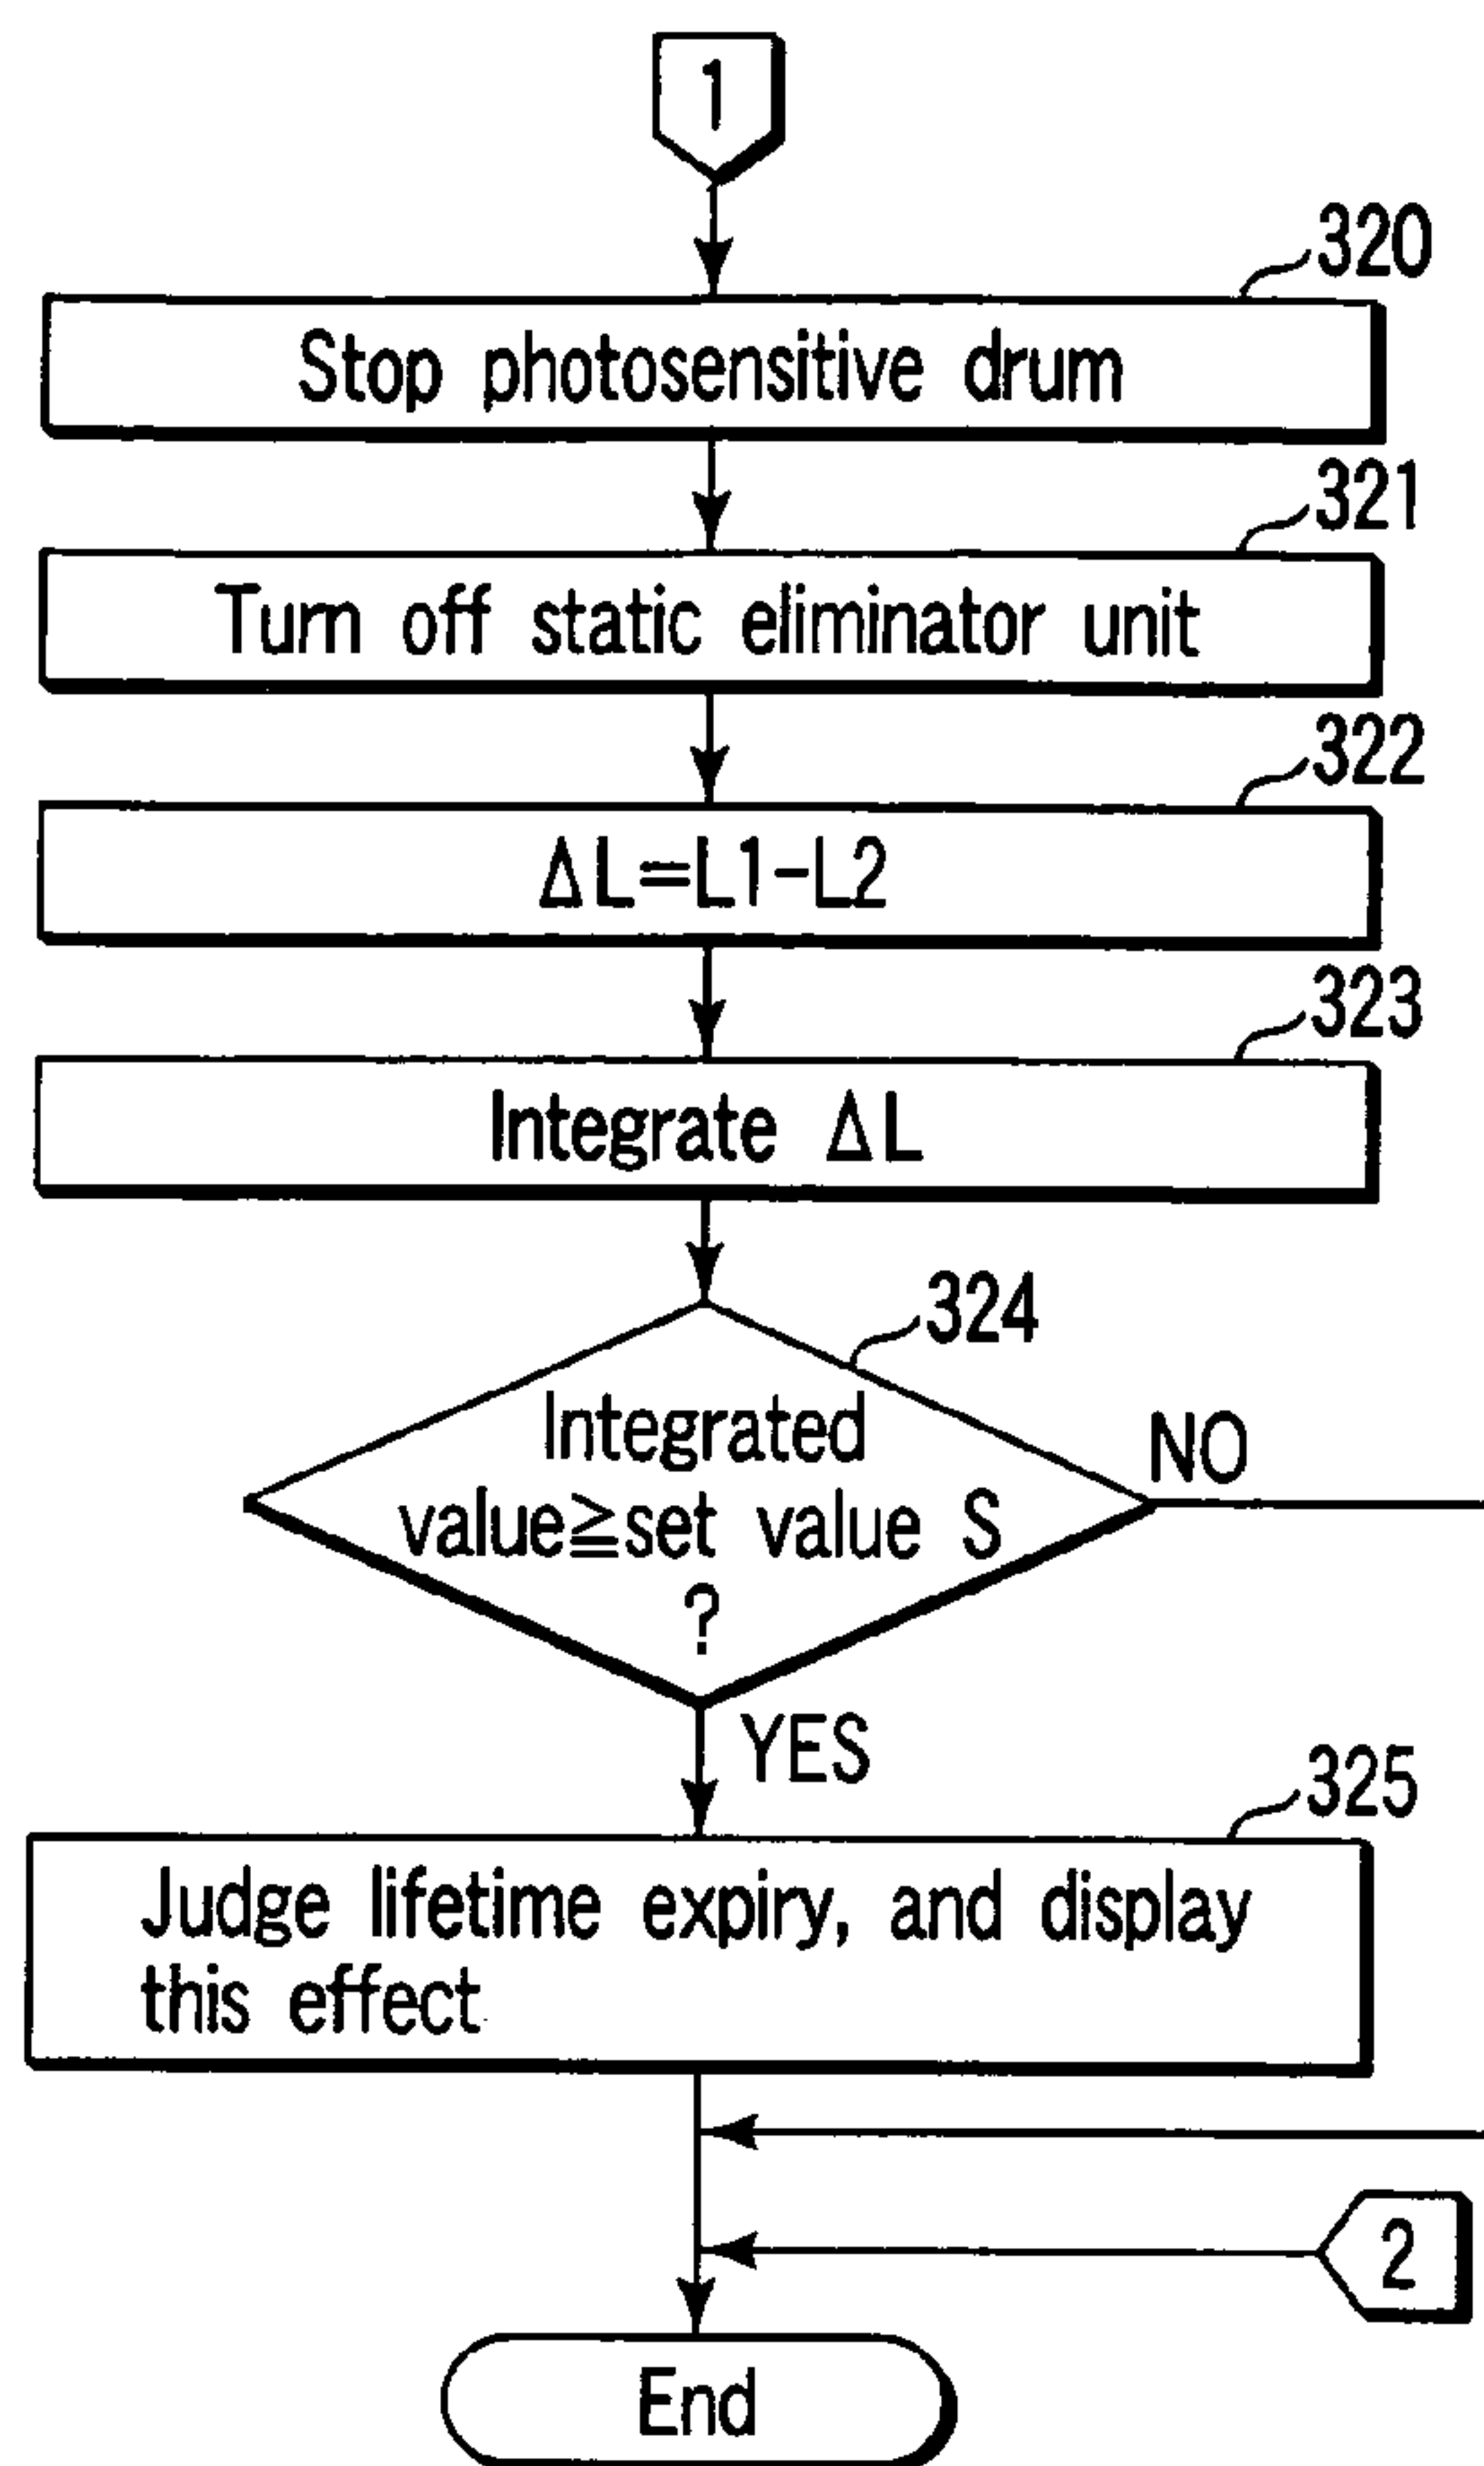 1
320
Stop photosensitive drum
321
Turn off static eliminator unit
322
ΔL=L1-L2
323
Integrate ΔL
324
Integrated
value≧set value S
?
NO
YES
325
Judge lifetime expiry, and display
this effect
2
End